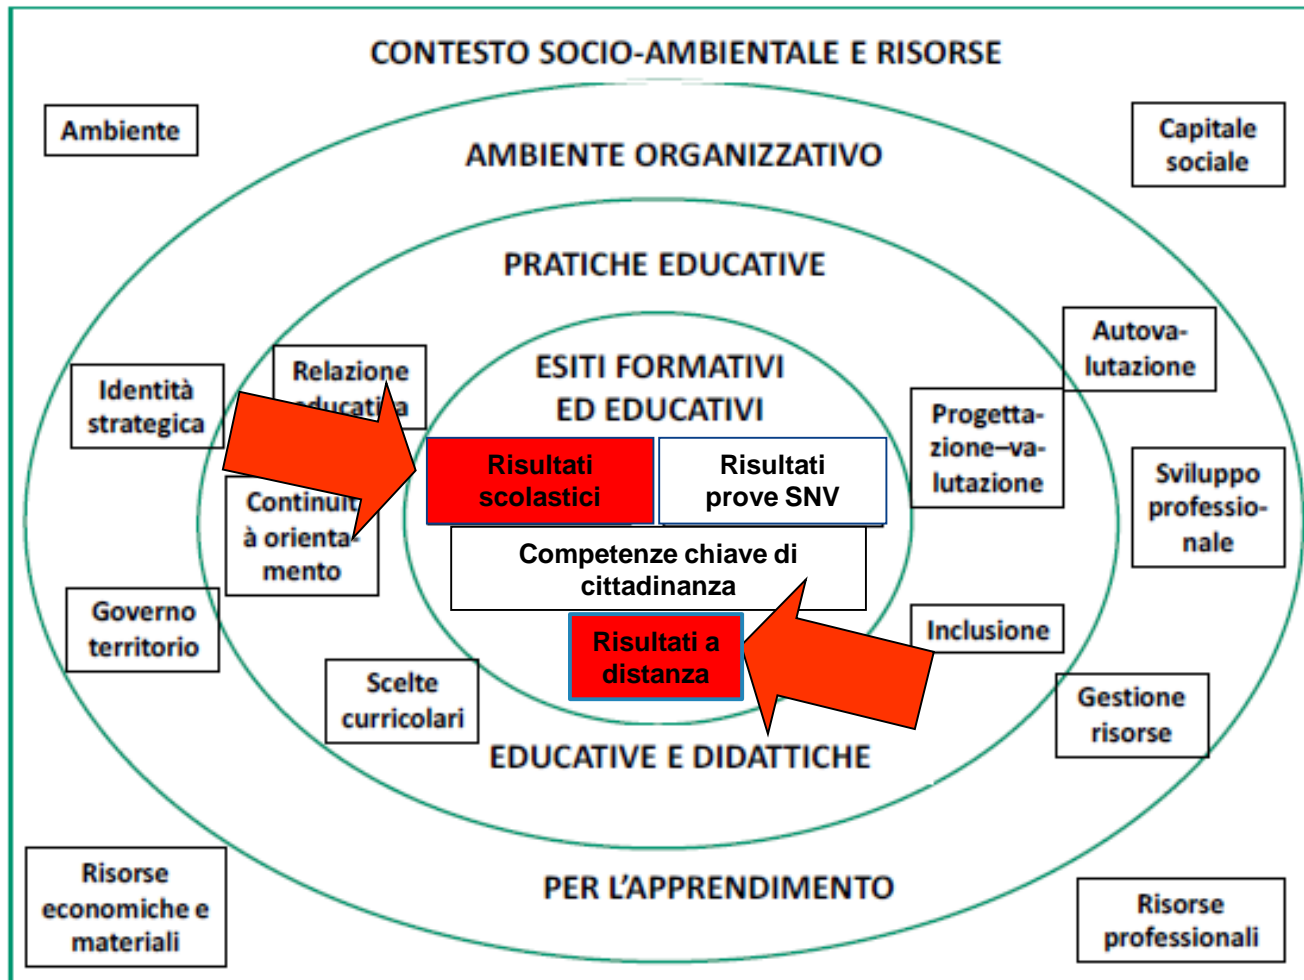 CONTESTO SOCIO-AMBIENTALE E RISORSE
Ambiente
Capitale
sociale
AMBIENTE ORGANIZZATIVO
PRATICHE EDUCATIVE
Autova-
lutazione
Relazione
educativa
ESITI FORMATIVI
ED EDUCATIVI
Identità
strategica
Progetta-
zione–va-
lutazione
Risultati
scolastici
Risultati
prove SNV
Sviluppo
professio-
nale
Continuit
à orienta-
mento
Competenze chiave di
cittadinanza
Governo
territorio
Risultati a
distanza
Inclusione
Scelte
curricolari
Gestione
risorse
EDUCATIVE E DIDATTICHE
Risorse
economiche e
materiali
PER L'APPRENDIMENTO
Risorse
professionali